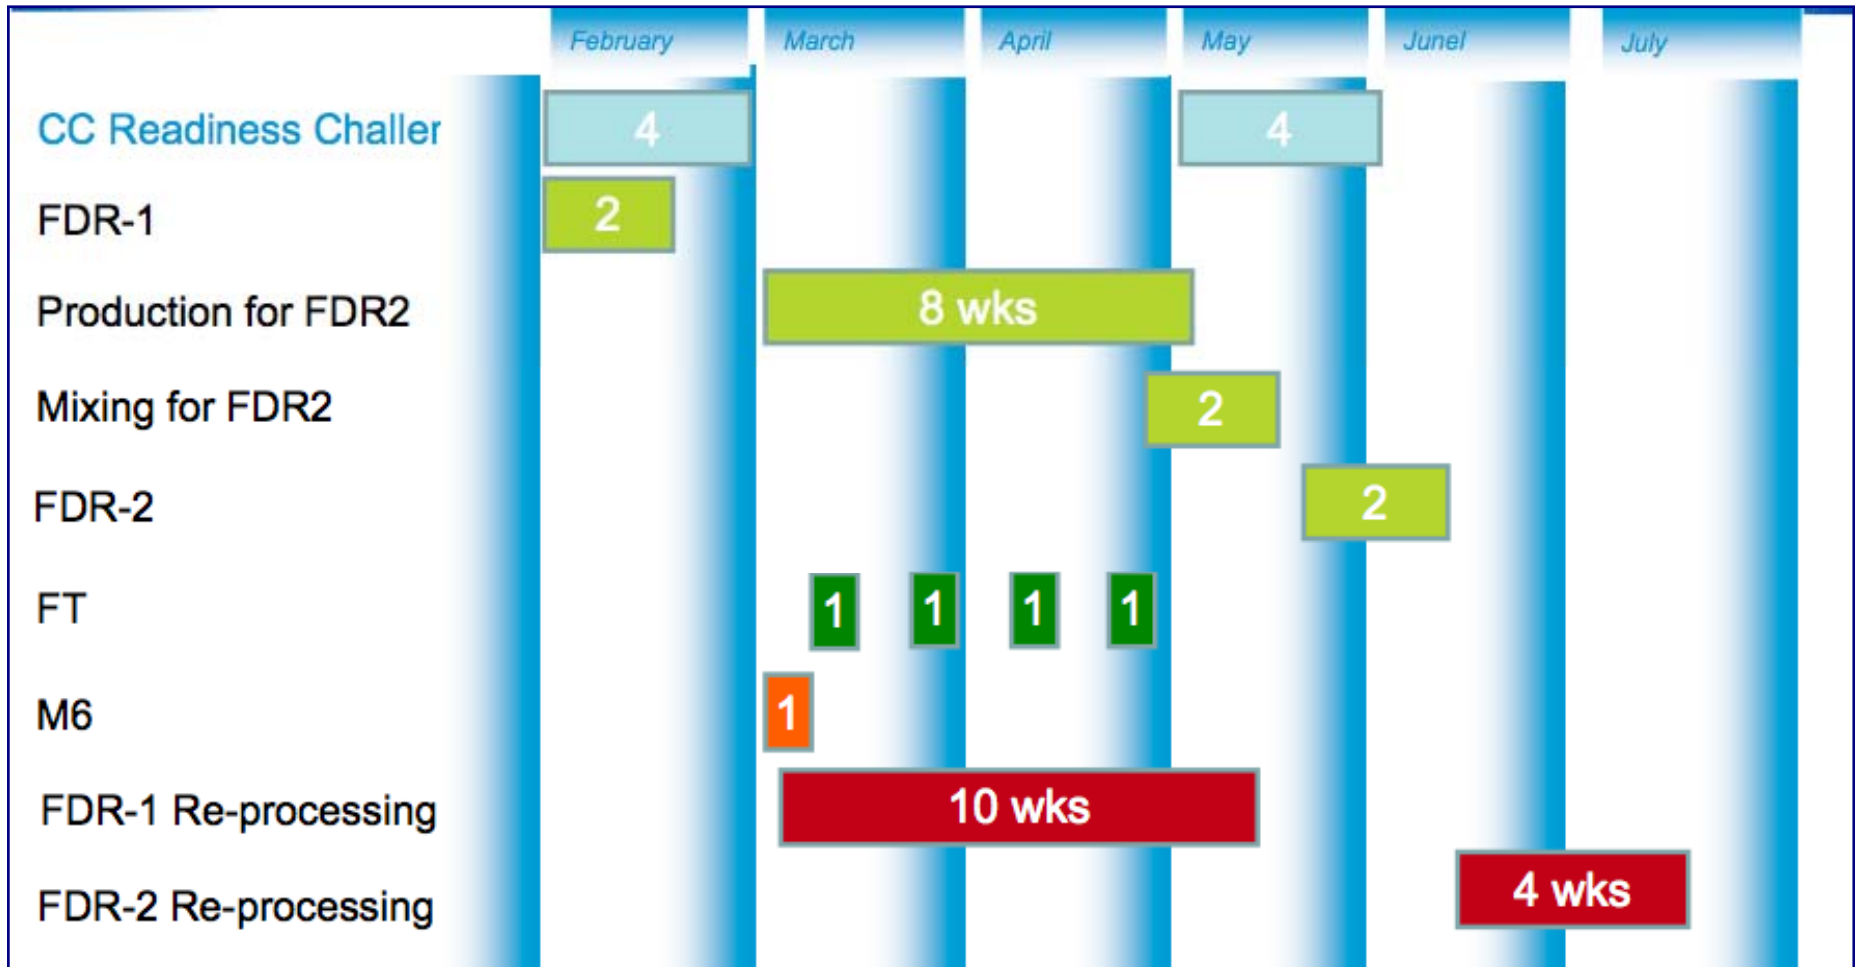 February March April May Junel July
CC Readiness Challer 4 4
FDR-1 2
Production for FDR2 8 wks
Mixing for FDR2 2
FDR-2 2
FT 1 1 1 1
M6 1
FDR-1 Re-processing 10 wks
FDR-2 Re-processing 4 wks